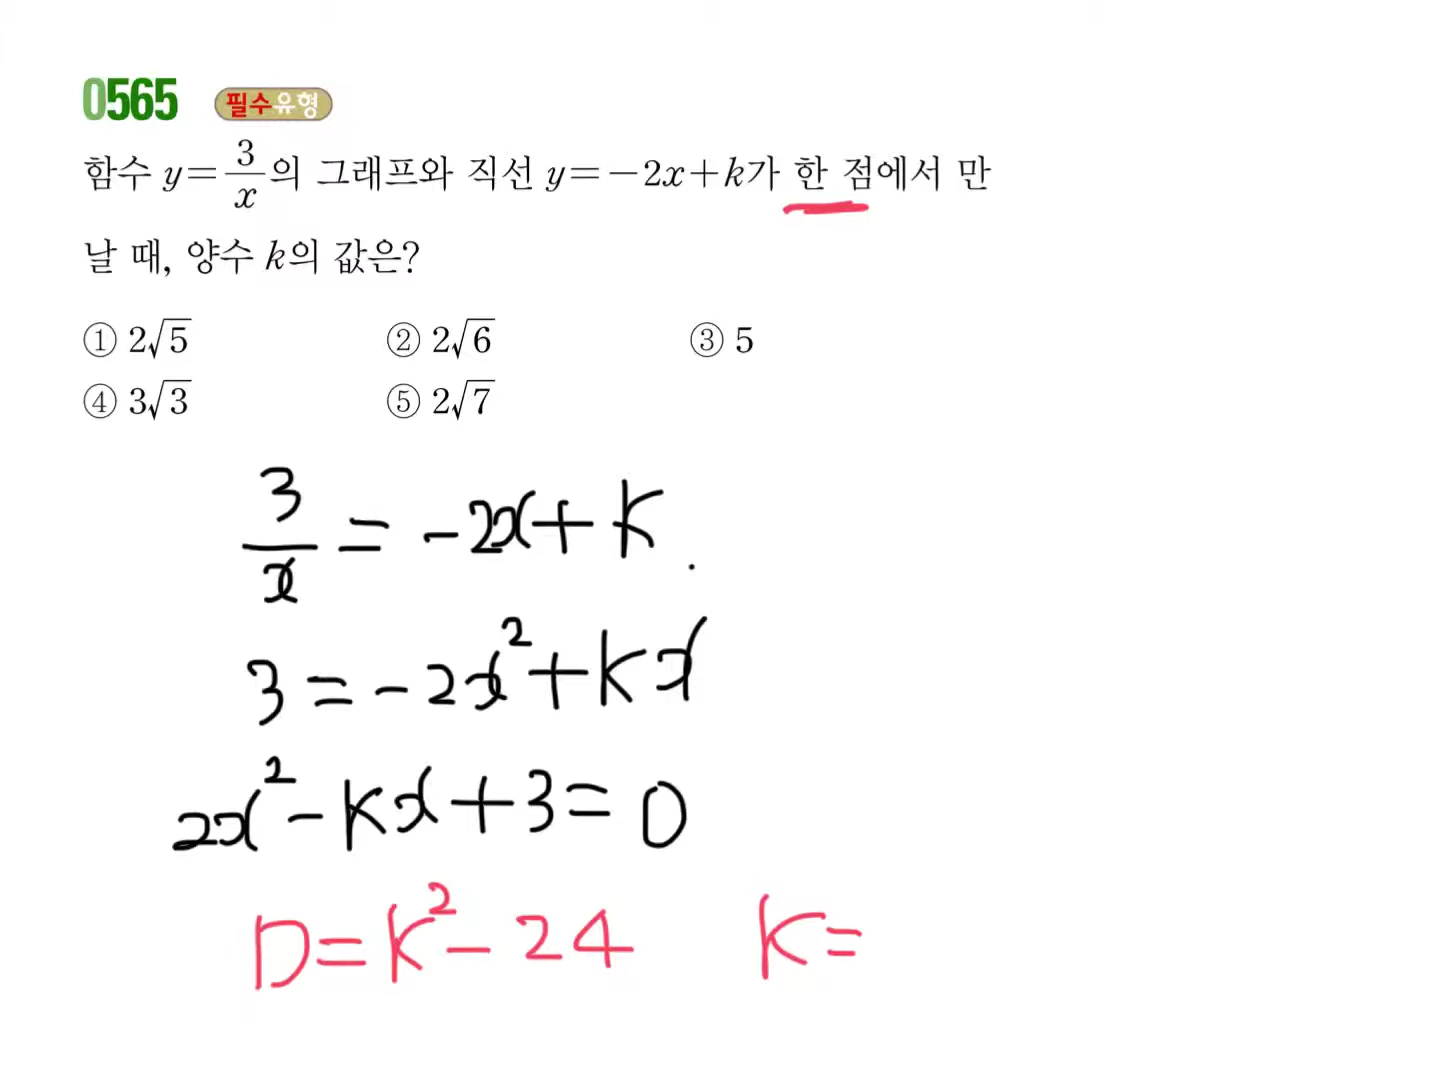 0565 필수유형
함수 y=3/x의 그래프와 직선 y=-2x+k가 한 점에서 만
날 때, 양수 k의 값은?
① 2√5 ② 2√6 ③ 5
④ 3√3 ⑤ 2√7
3/x = -2x+K
3=-2x²+Kx
2x²-Kx+3=0
D=K²-24 K=